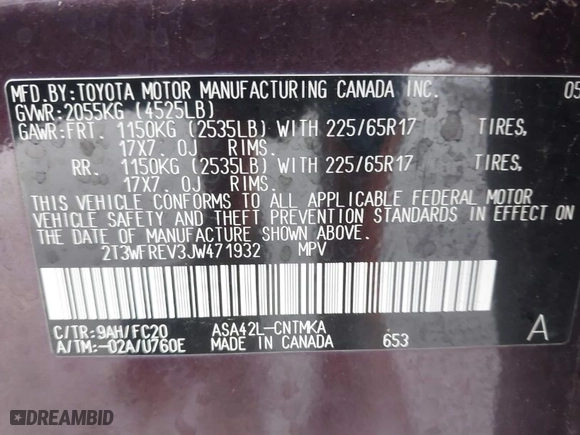 MFD.BY:TOYOTA MOTOR MANUFACTURING CANADA INC. 05
GVWR:2055KG (4525LB)
GAWR:FRT. 1150KG (2535LB) WITH 225/65R17 TIRES,
17X7.0J RIMS.
RR. 1150KG (2535LB) WITH 225/65R17 TIRES,
17X7.0J RIMS.
THIS VEHICLE CONFORMS TO ALL APPLICABLE FEDERAL MOTOR
VEHICLE SAFETY AND THEFT PREVENTION STANDARDS IN EFFECT ON
THE DATE OF MANUFACTURE SHOWN ABOVE.
2T3WFREV3JW471932 MPV
C/TR:9AH/FC20 ASA42L-CNTMKA
A/TM:-02A/U760E MADE IN CANADA 653 A
DREAMBID